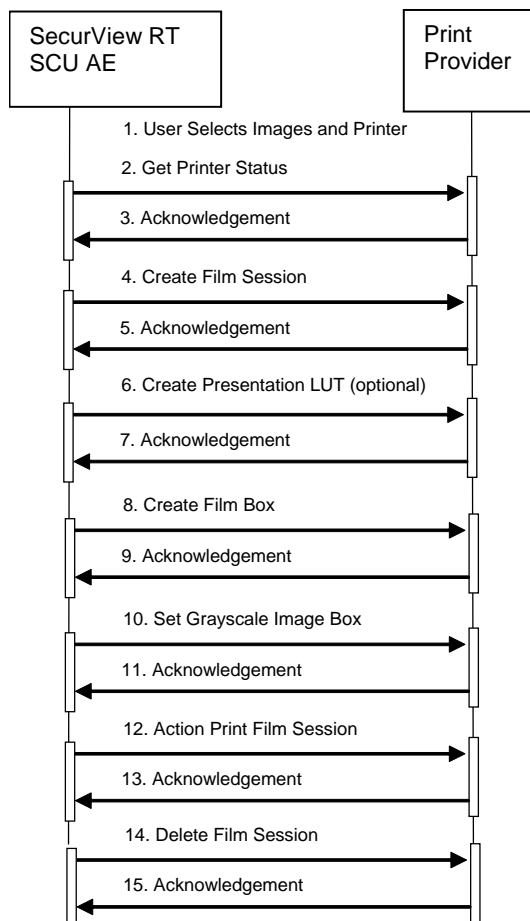 SecurView RT
SCU AE
Print
Provider
1. User Selects Images and Printer
2. Get Printer Status
3. Acknowledgement
4. Create Film Session
5. Acknowledgement
6. Create Presentation LUT (optional)
7. Acknowledgement
8. Create Film Box
9. Acknowledgement
10. Set Grayscale Image Box
11. Acknowledgement
12. Action Print Film Session
13. Acknowledgement
14. Delete Film Session
15. Acknowledgement